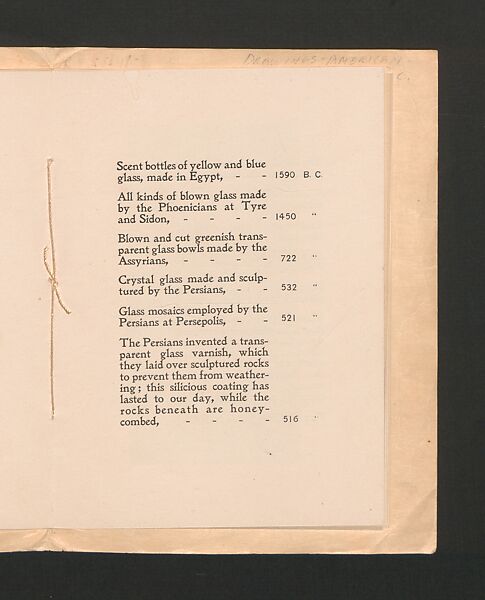 DRAWINGS-AMERICAN-
C.
Scent bottles of yellow and blue
glass, made in Egypt, - - 1590 B. C.
All kinds of blown glass made
by the Phoenicians at Tyre
and Sidon, - - - - 1450 "
Blown and cut greenish trans-
parent glass bowls made by the
Assyrians, - - - - 722 "
Crystal glass made and sculp-
tured by the Persians, - - 532 "
Glass mosaics employed by the
Persians at Persepolis, - - 521 "
The Persians invented a trans-
parent glass varnish, which
they laid over sculptured rocks
to prevent them from weather-
ing; this silicious coating has
lasted to our day, while the
rocks beneath are honey-
combed, - - - - 516 "